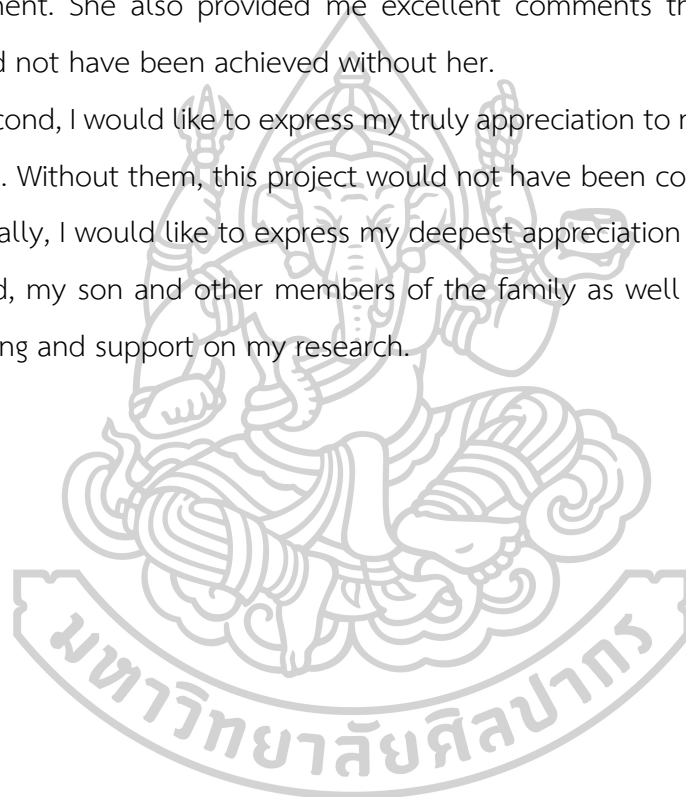 nent. She also provided me excellent comments th
d not have been achieved without her.
cond, I would like to express my truly appreciation to m
. Without them, this project would not have been co
ally, I would like to express my deepest appreciation
d, my son and other members of the family as well
ng and support on my research.
มหาวิทยาลัยศิลปากร